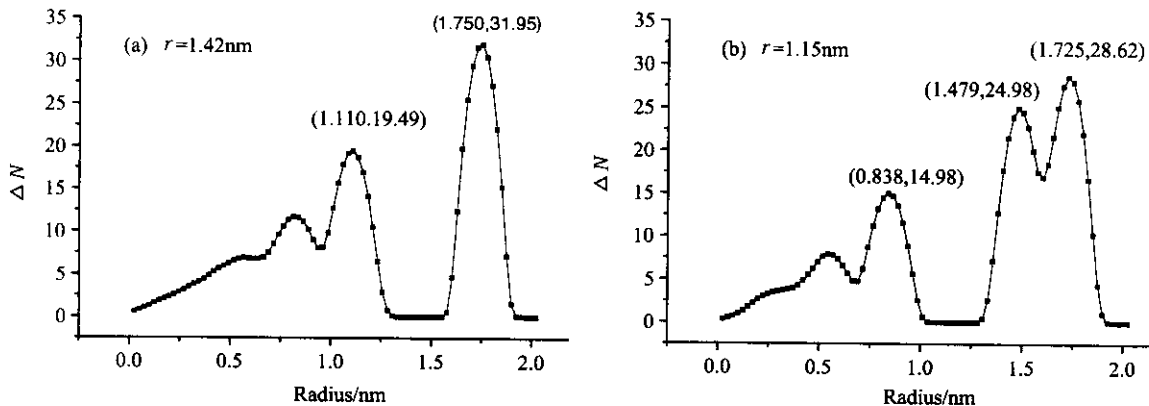 (a) r=1.42nm
(1.750,31.95)
(1.110.19.49)
35
30
25
20
15
10
5
0
ΔN
0.0 0.5 1.0 1.5 2.0
Radius/nm
(b) r=1.15nm
(1.725,28.62)
(1.479,24.98)
(0.838,14.98)
35
30
25
20
15
10
5
0
ΔN
0.0 0.5 1.0 1.5 2.0
Radius/nm